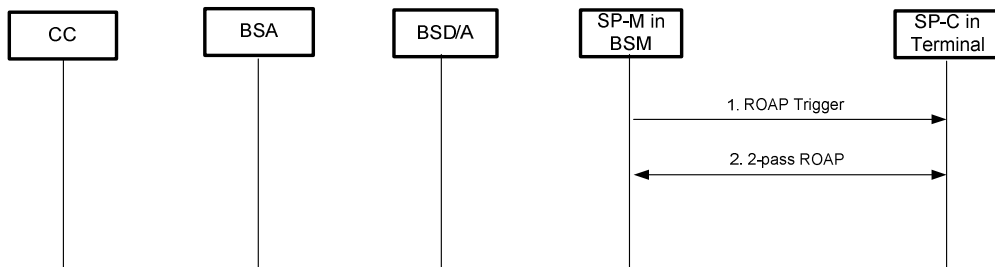 CC
BSA
BSD/A
SP-M in
BSM
SP-C in
Terminal
1. ROAP Trigger
2. 2-pass ROAP